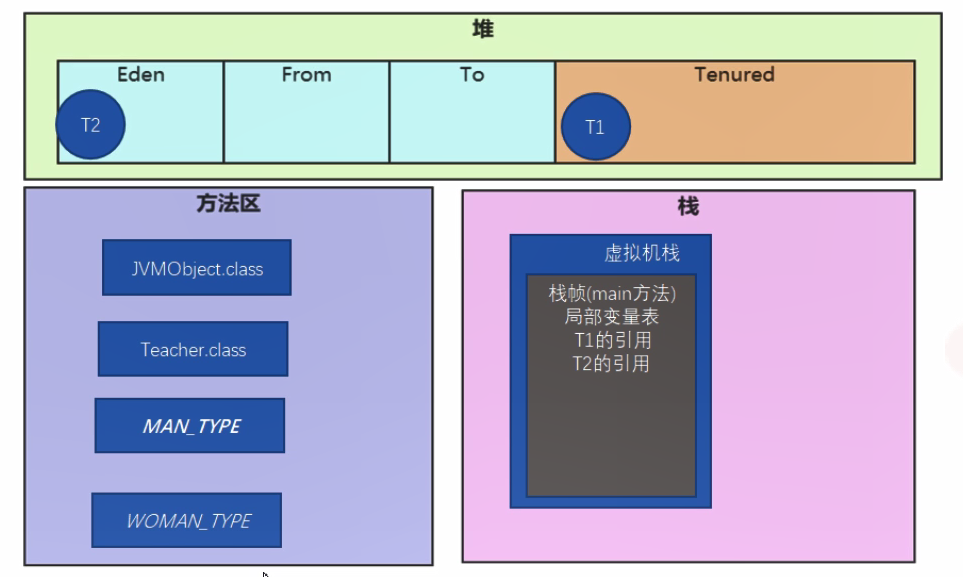 堆
Eden
From
To
Tenured
T2
T1
方法区
JVMObject.class
Teacher.class
MAN_TYPE
WOMAN_TYPE
栈
虚拟机栈
栈帧(main方法)
局部变量表
T1的引用
T2的引用